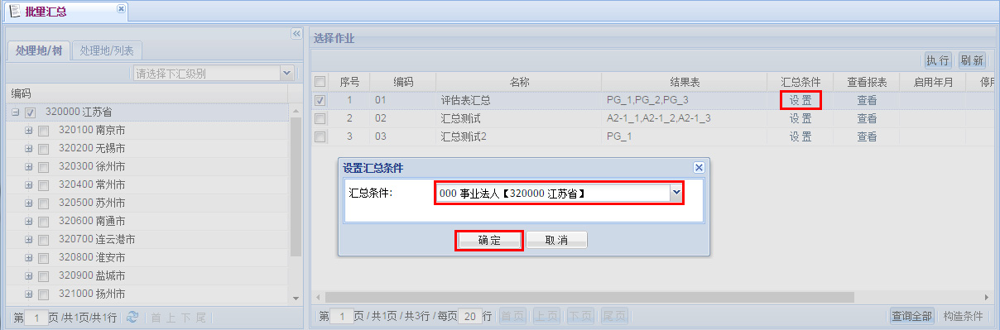 批量汇总
处理地/树 处理地/列表
请选择下汇级别
编码
320000 江苏省
320100 南京市
320200 无锡市
320300 徐州市
320400 常州市
320500 苏州市
320600 南通市
320700 连云港市
320800 淮安市
320900 盐城市
321000 扬州市
第 1 页 /共1页/共1行 首 上 下 尾
选择作业
执 行 刷 新
序号 编码 名称 结果表 汇总条件 查看报表 启用年月 停用
1 01 评估表汇总 PG_1,PG_2,PG_3 设 置 查看
2 02 汇总测试 A2-1_1,A2-1_2,A2-1_3 设 置 查看
3 03 汇总测试2 PG_1 设 置 查看
设置汇总条件
汇总条件: 000 事业法人【320000 江苏省】
确 定 取 消
第 1 页 / 共1页 / 共3行 / 每页 20 行 首 页 上 页 下 页 尾 页 查询全部 构造条件